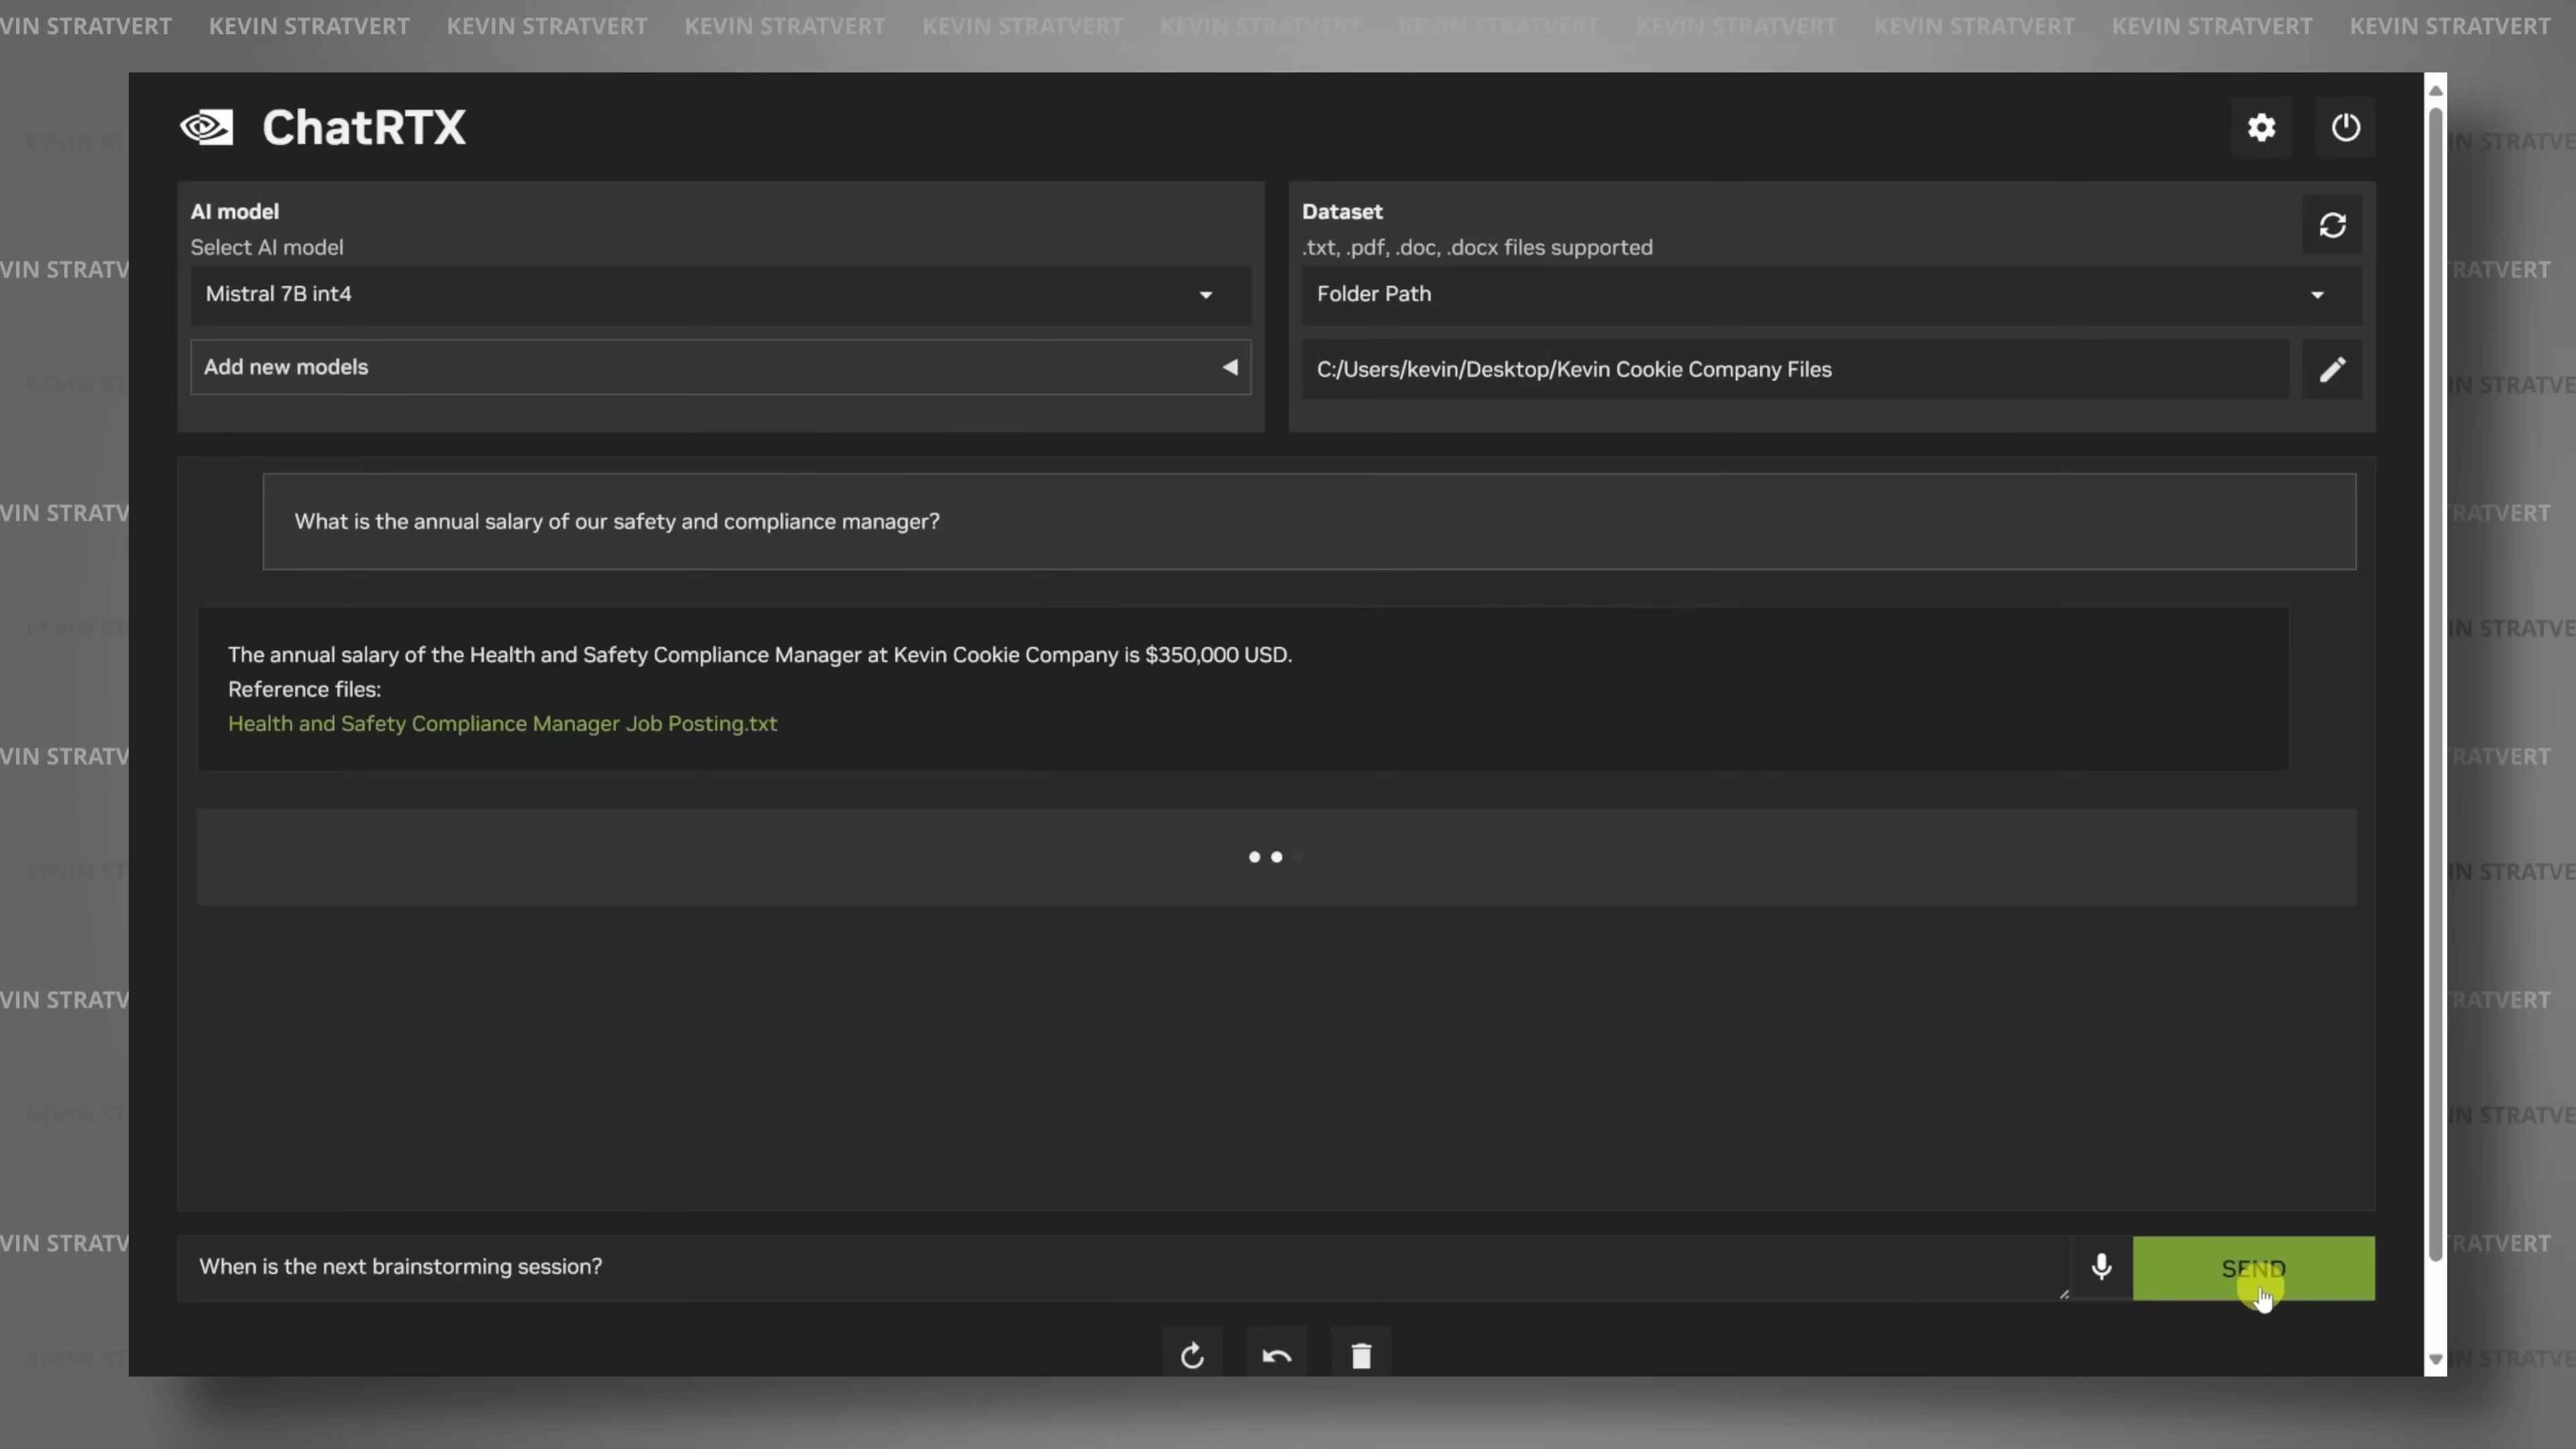 VIN STRATVERT KEVIN STRATVERT KEVIN STRATVERT KEVIN STRATVERT KEVIN STRATVERT KEVIN STRATVERT KEVIN STRATVERT KEVIN STRATVERT KEVIN STRATVERT KEVIN STRATVERT KEVIN STRATVERT
ChatRTX
AI model
Select AI model
Mistral 7B int4
Add new models
Dataset
.txt, .pdf, .doc, .docx files supported
Folder Path
C:/Users/kevin/Desktop/Kevin Cookie Company Files
What is the annual salary of our safety and compliance manager?
The annual salary of the Health and Safety Compliance Manager at Kevin Cookie Company is $350,000 USD.
Reference files:
Health and Safety Compliance Manager Job Posting.txt
When is the next brainstorming session?
SEND